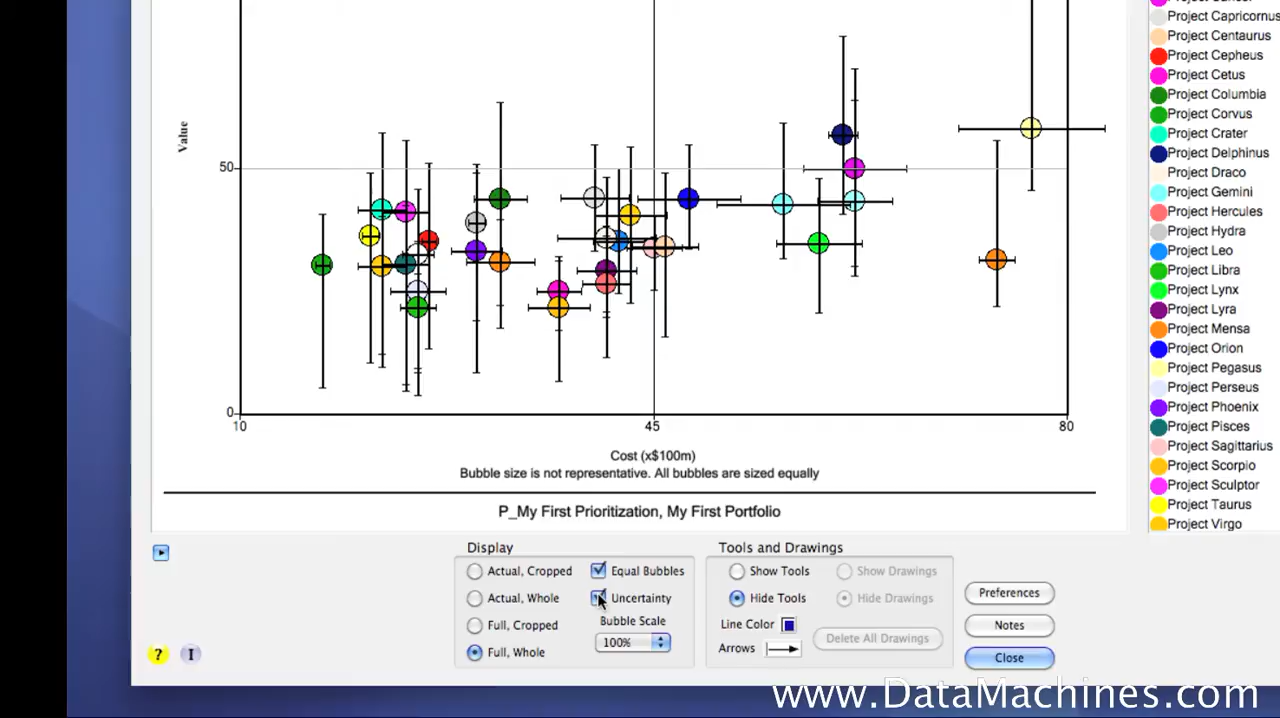 Project Capricornus
Project Centaurus
Project Cepheus
Project Cetus
Project Columbia
Project Corvus
Project Crater
Project Delphinus
Project Draco
Project Gemini
Project Hercules
Project Hydra
Project Leo
Project Libra
Project Lynx
Project Lyra
Project Mensa
Project Orion
Project Pegasus
Project Perseus
Project Phoenix
Project Pisces
Project Sagittarius
Project Scorpio
Project Sculptor
Project Taurus
Project Virgo
Value
50
0
10
45
80
Cost (x$100m)
Bubble size is not representative. All bubbles are sized equally
P_My First Prioritization, My First Portfolio
Display
Actual, Cropped
Actual, Whole
Full, Cropped
Full, Whole
Equal Bubbles
Uncertainty
Bubble Scale
100%
Tools and Drawings
Show Tools
Hide Tools
Show Drawings
Hide Drawings
Line Color
Arrows
Delete All Drawings
Preferences
Notes
Close
?
I
www.DataMachines.com